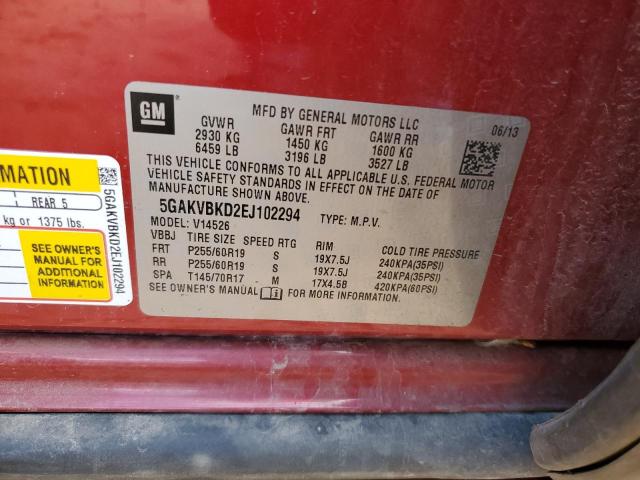 GM
MFD BY GENERAL MOTORS LLC
06/13
GVWR GAWR FRT GAWR RR
2930 KG 1450 KG 1600 KG
6459 LB 3196 LB 3527 LB
THIS VEHICLE CONFORMS TO ALL APPLICABLE U.S. FEDERAL MOTOR
VEHICLE SAFETY STANDARDS IN EFFECT ON THE DATE OF
MANUFACTURE SHOWN ABOVE.
5GAKVBKD2EJ102294 TYPE: M.P.V.
MODEL: V14526
VBBJ TIRE SIZE SPEED RTG RIM COLD TIRE PRESSURE
FRT P255/60R19 S 19X7.5J 240KPA(35PSI)
RR P255/60R19 S 19X7.5J 240KPA(35PSI)
SPA T145/70R17 M 17X4.5B 420KPA(60PSI)
SEE OWNER'S MANUAL FOR MORE INFORMATION.
MATION
REAR 5
kg or 1375 lbs.
SEE OWNER'S
MANUAL FOR
ADDITIONAL
INFORMATION
5GAKVBKD2EJ102294